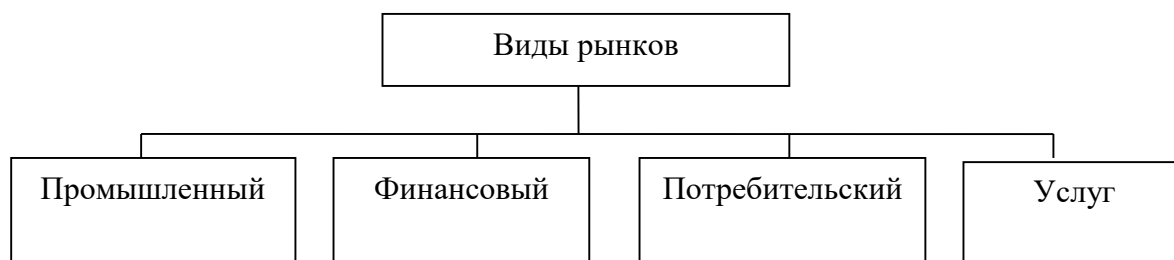 Виды рынков
Промышленный
Финансовый
Потребительский
Услуг